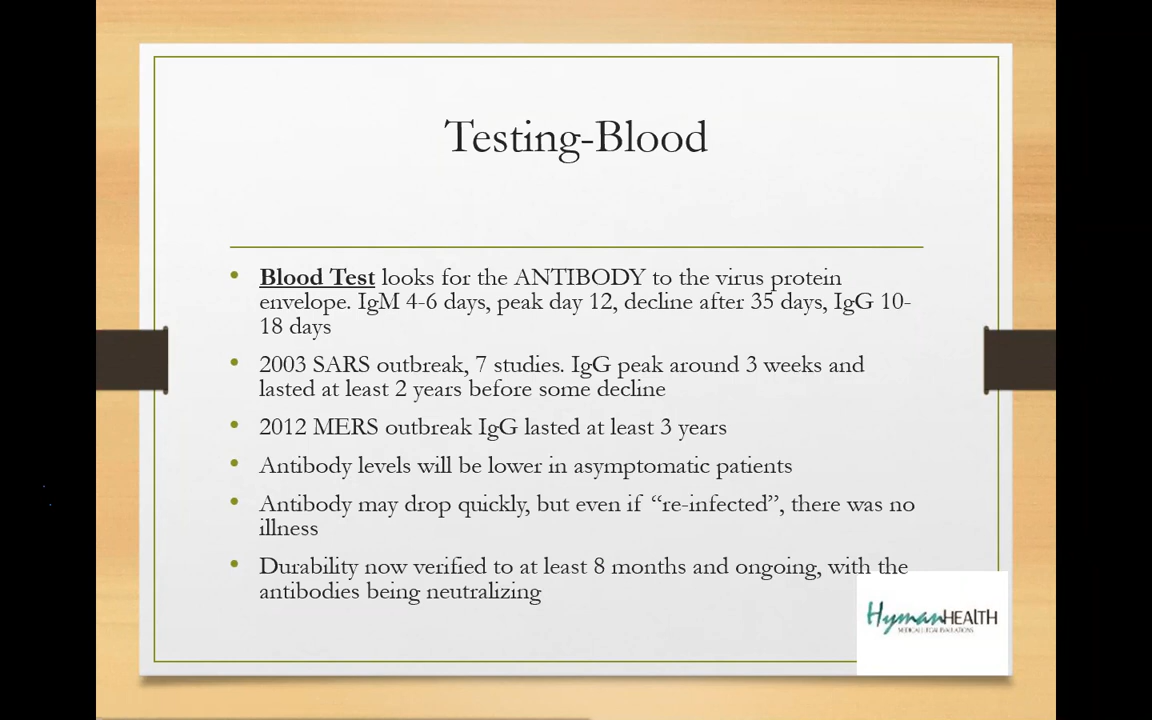 Testing-Blood
• Blood Test looks for the ANTIBODY to the virus protein
envelope. IgM 4-6 days, peak day 12, decline after 35 days, IgG 10-
18 days
• 2003 SARS outbreak, 7 studies. IgG peak around 3 weeks and
lasted at least 2 years before some decline
• 2012 MERS outbreak IgG lasted at least 3 years
• Antibody levels will be lower in asymptomatic patients
• Antibody may drop quickly, but even if “re-infected”, there was no
illness
• Durability now verified to at least 8 months and ongoing, with the
antibodies being neutralizing
HymanHEALTH